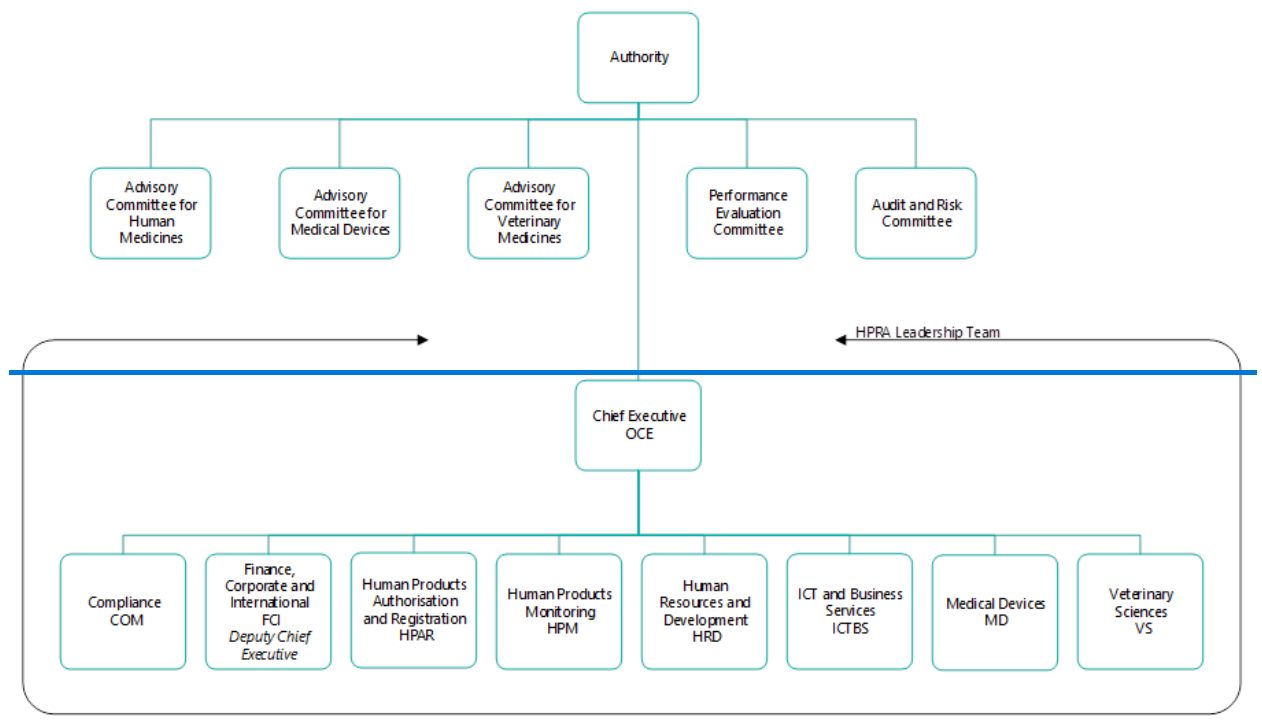 Authority
Advisory
Committee for
Human
Medicines
Advisory
Committee for
Medical Devices
Advisory
Committee for
Veterinary
Medicines
Performance
Evaluation
Committee
Audit and Risk
Committee
HPRA Leadership Team
Chief Executive
OCE
Compliance
COM
Finance,
Corporate and
International
FCI
Deputy Chief
Executive
Human Products
Authorisation
and Registration
HPAR
Human Products
Monitoring
HPM
Human
Resources and
Development
HRD
ICT and Business
Services
ICTBS
Medical Devices
MD
Veterinary
Sciences
VS